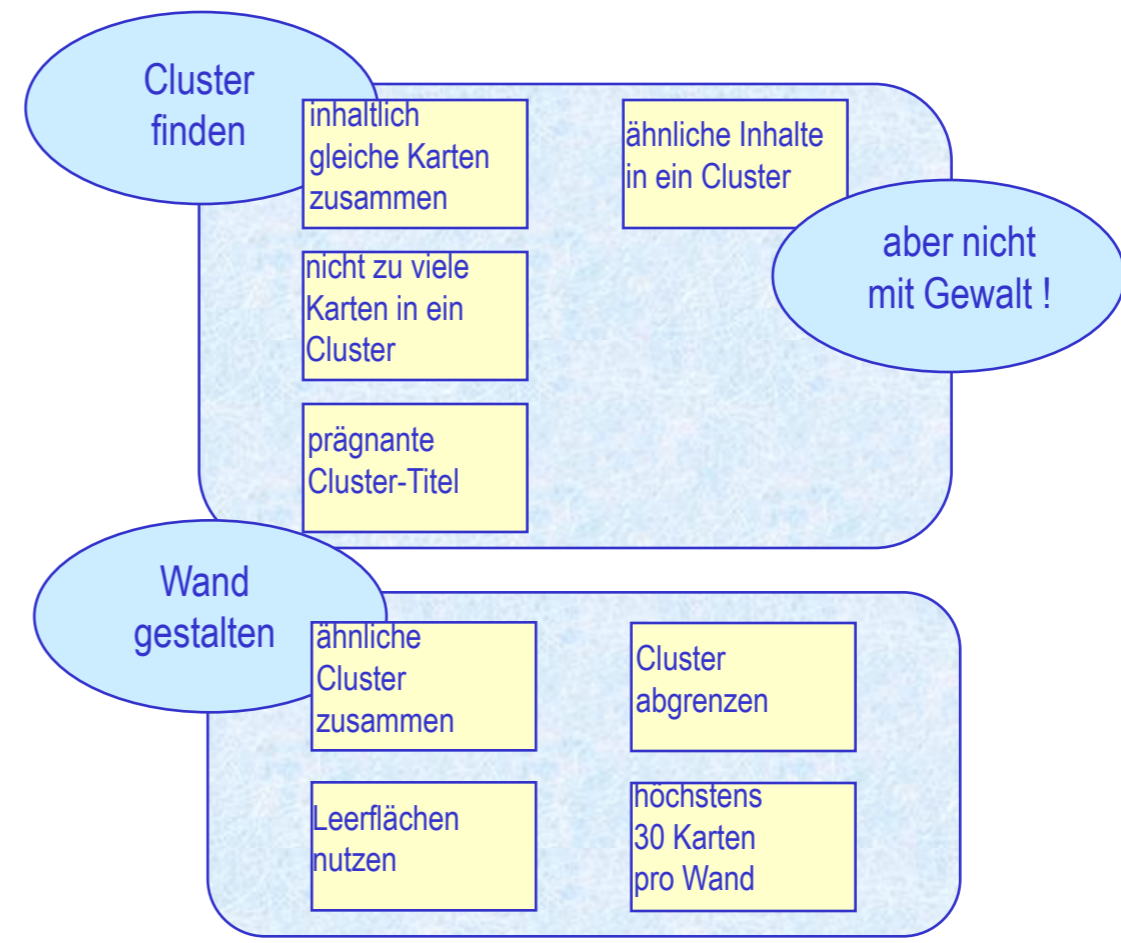 Cluster
finden
inhaltlich
gleiche Karten
zusammen
ähnliche Inhalte
in ein Cluster
aber nicht
mit Gewalt !
nicht zu viele
Karten in ein
Cluster
prägnante
Cluster-Titel
Wand
gestalten
ähnliche
Cluster
zusammen
Cluster
abgrenzen
Leerflächen
nutzen
höchstens
30 Karten
pro Wand